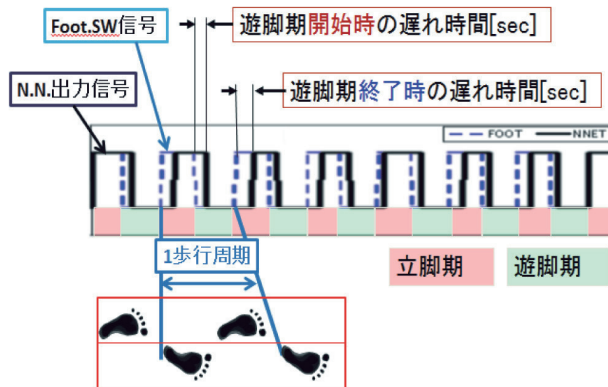 Foot.SW信号
遊脚期開始時の遅れ時間[sec]
N.N.出力信号
遊脚期終了時の遅れ時間[sec]
FOOT
NNET
1歩行周期
立脚期
遊脚期